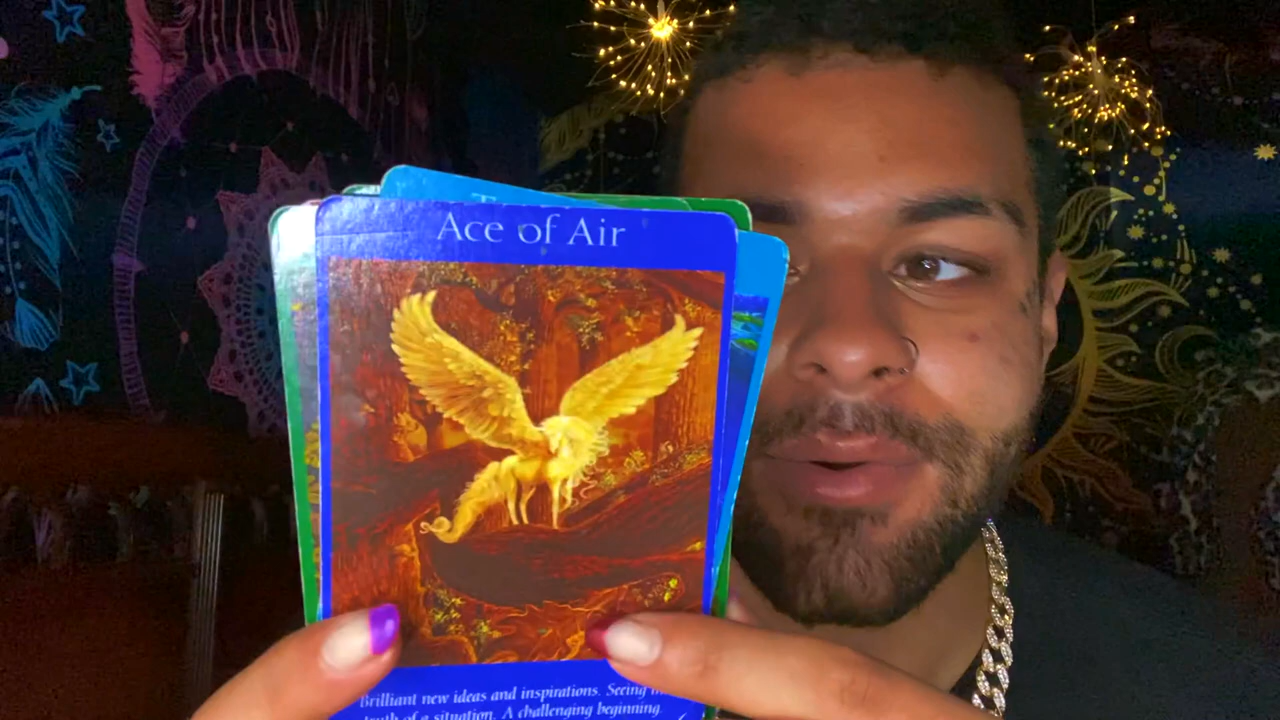 Ace of Air
Brilliant new ideas and inspirations. Seeing
truth of a situation. A challenging beginning.